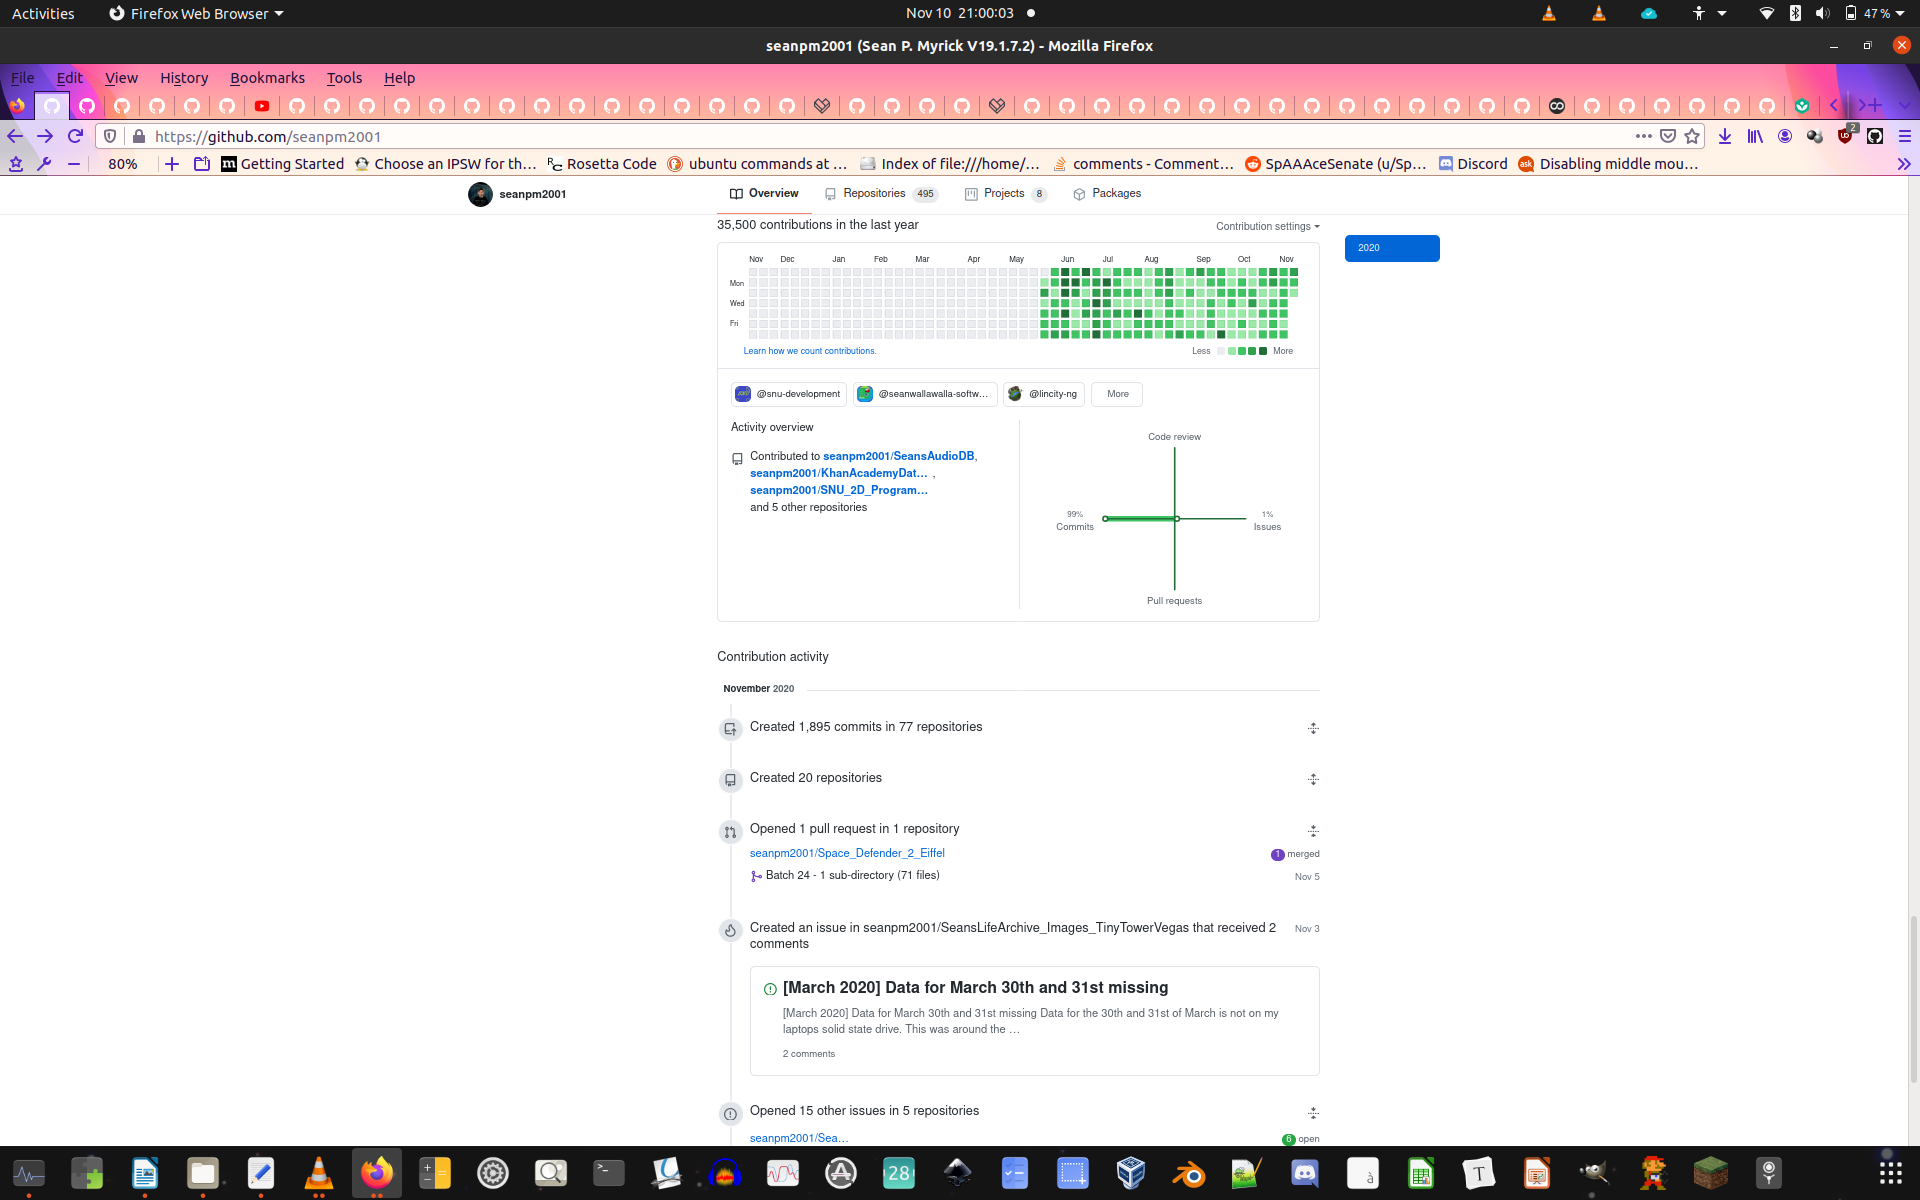 Activities
Firefox Web Browser
Nov 10 21:00:03
47 %
seanpm2001 (Sean P. Myrick V19.1.7.2) - Mozilla Firefox
File Edit View History Bookmarks Tools Help
https://github.com/seanpm2001
2
80%
Getting Started
Choose an IPSW for th…
Rosetta Code
ubuntu commands at …
Index of file:///home/…
comments - Comment…
SpAAAceSenate (u/Sp…
Discord
Disabling middle mou…
seanpm2001
Overview
Repositories 495
Projects 8
Packages
35,500 contributions in the last year
Contribution settings
2020
Nov Dec Jan Feb Mar Apr May Jun Jul Aug Sep Oct Nov
Mon
Wed
Fri
Learn how we count contributions.
Less More
@snu-development
@seanwallawalla-softw…
@lincity-ng
More
Activity overview
Contributed to seanpm2001/SeansAudioDB,
seanpm2001/KhanAcademyDat… ,
seanpm2001/SNU_2D_Program…
and 5 other repositories
Code review
99%
Commits
1%
Issues
Pull requests
Contribution activity
November 2020
Created 1,895 commits in 77 repositories
Created 20 repositories
Opened 1 pull request in 1 repository
seanpm2001/Space_Defender_2_Eiffel
1 merged
Batch 24 - 1 sub-directory (71 files)
Nov 5
Created an issue in seanpm2001/SeansLifeArchive_Images_TinyTowerVegas that received 2
comments
Nov 3
[March 2020] Data for March 30th and 31st missing
[March 2020] Data for March 30th and 31st missing Data for the 30th and 31st of March is not on my
laptops solid state drive. This was around the …
2 comments
Opened 15 other issues in 5 repositories
seanpm2001/Sea…
6 open
28